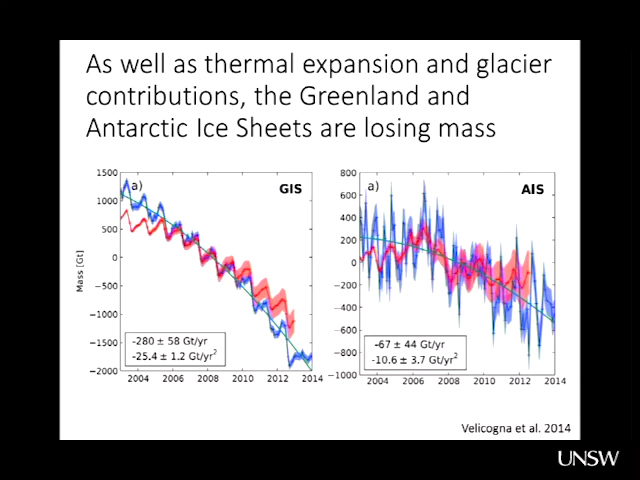 As well as thermal expansion and glacier
contributions, the Greenland and
Antarctic Ice Sheets are losing mass
1500
1000
500
0
−500
−1000
−1500
−2000
Mass [Gt]
a)
GIS
-280 ± 58 Gt/yr
-25.4 ± 1.2 Gt/yr²
2004 2006 2008 2010 2012 2014
800
600
400
200
0
−200
−400
−600
−800
−1000
a)
AIS
-67 ± 44 Gt/yr
-10.6 ± 3.7 Gt/yr²
2004 2006 2008 2010 2012 2014
Velicogna et al. 2014
UNSW